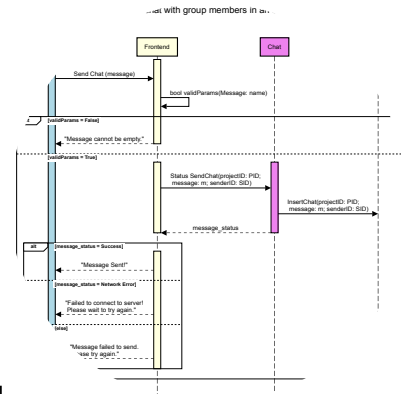 with group members in
Frontend
Chat
Send Chat (message)
bool validParams(Message: name)
[validParams = False]
"Message cannot be empty."
[validParams = True]
Status SendChat(projectID: PID;
message: m; senderID: SID)
InsertChat(projectID: PID;
message: m; senderID: SID)
message_status
alt
[message_status = Success]
"Message Sent!"
[message_status = Network Error]
"Failed to connect to server!
Please wait to try again."
[else]
"Message failed to send.
try again."